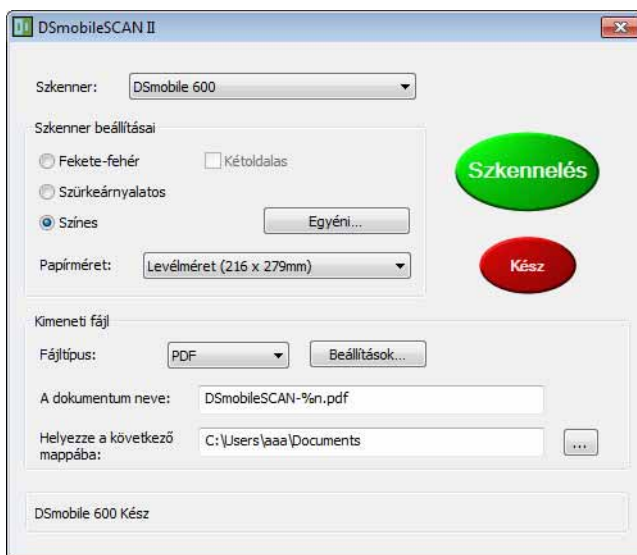 DSmobileSCAN II
Szkenner: DSmobile 600
Szkenner beállításai
Fekete-fehér Kétoldalas
Szürkeárnyalatos
Színes Egyéni...
Papírméret: Levélméret (216 x 279mm)
Szkennelés
Kész
Kimeneti fájl
Fájltípus: PDF Beállítások...
A dokumentum neve: DSmobileSCAN-%n.pdf
Helyezze a következő
mappába: C:\Users\aaa\Documents ...
DSmobile 600 Kész